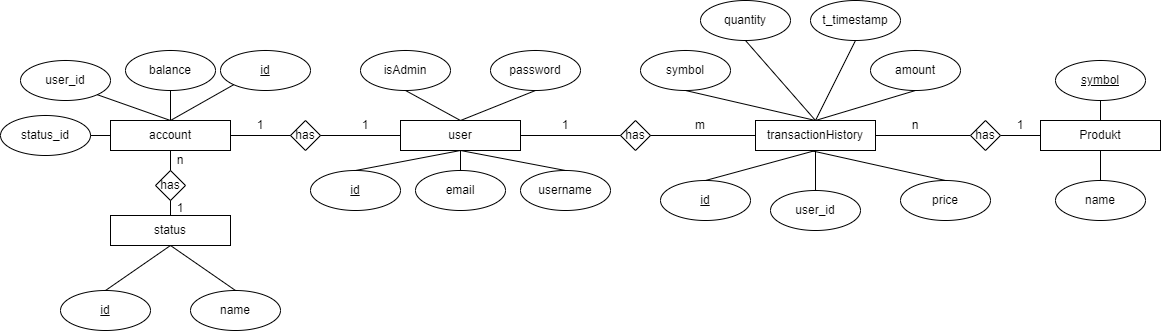 quantity
t_timestamp
user_id
balance
id
isAdmin
password
symbol
amount
symbol
status_id
account
1
has
1
user
1
has
m
transactionHistory
n
has
1
Produkt
n
has
1
id
email
username
id
user_id
price
name
status
id
name